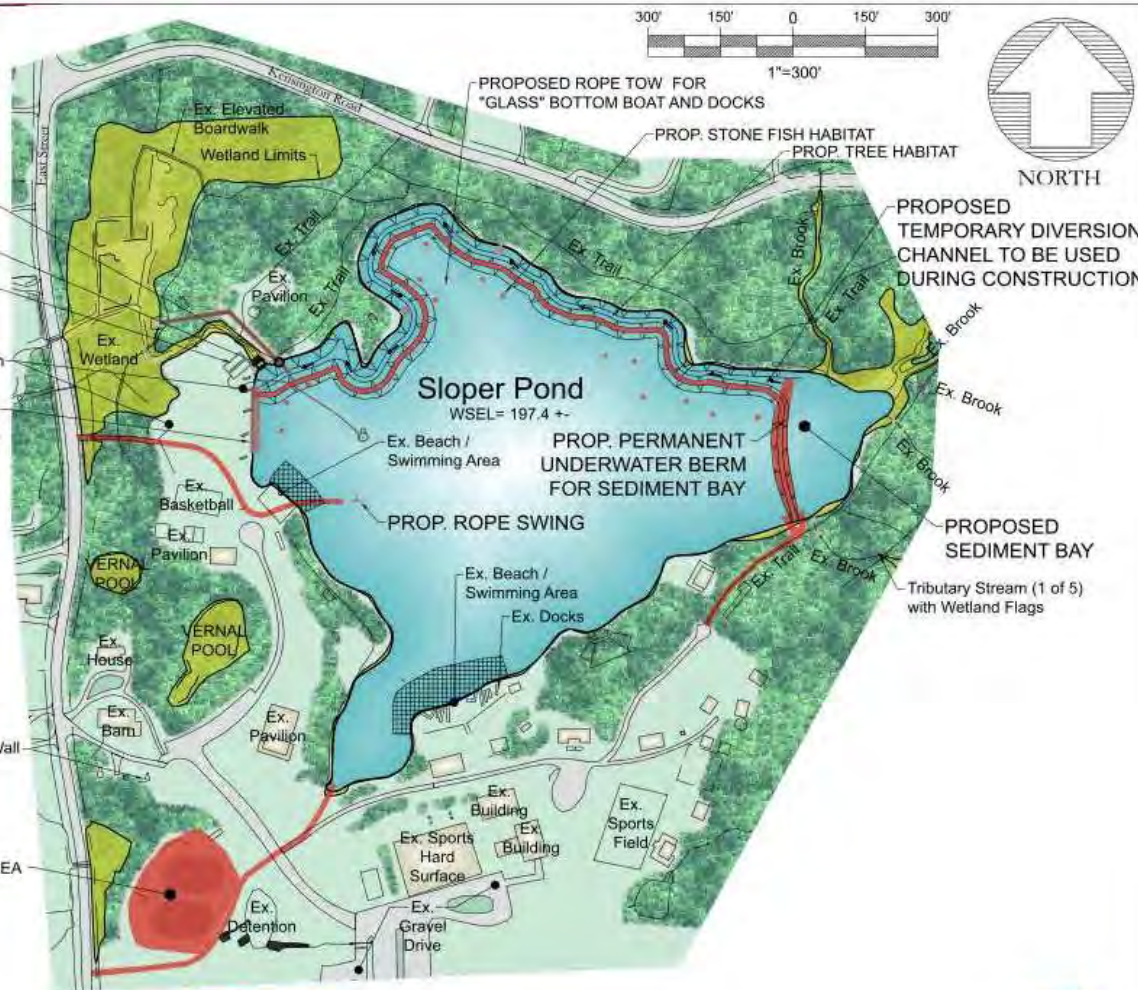 300' 150' 0 150' 300'
1"=300'
NORTH
Kensington Road
East Street
PROPOSED ROPE TOW FOR
"GLASS" BOTTOM BOAT AND DOCKS
PROP. STONE FISH HABITAT
PROP. TREE HABITAT
PROPOSED
TEMPORARY DIVERSION
CHANNEL TO BE USED
DURING CONSTRUCTION
Ex. Elevated
Boardwalk
Wetland Limits
Ex. Trail
Ex. Trail
Ex. Trail
Ex. Brook
Ex. Trail
Ex. Brook
Ex. Brook
Ex. Brook
Ex.
Pavilion
Ex.
Wetland
Sloper Pond
WSEL= 197.4 +-
Ex. Beach /
Swimming Area
PROP. PERMANENT
UNDERWATER BERM
FOR SEDIMENT BAY
PROP. ROPE SWING
PROPOSED
SEDIMENT BAY
Ex.
Basketball
Ex.
Pavilion
VERNAL
POOL
VERNAL
POOL
Ex. Beach /
Swimming Area
Ex. Docks
Ex. Trail
Ex. Brook
Tributary Stream (1 of 5)
with Wetland Flags
Ex.
House
Ex.
Barn
Ex.
Pavilion
Wall
EA
Ex.
Building
Ex.
Building
Ex. Sports
Hard
Surface
Ex.
Sports
Field
Ex.
Detention
Ex.
Gravel
Drive